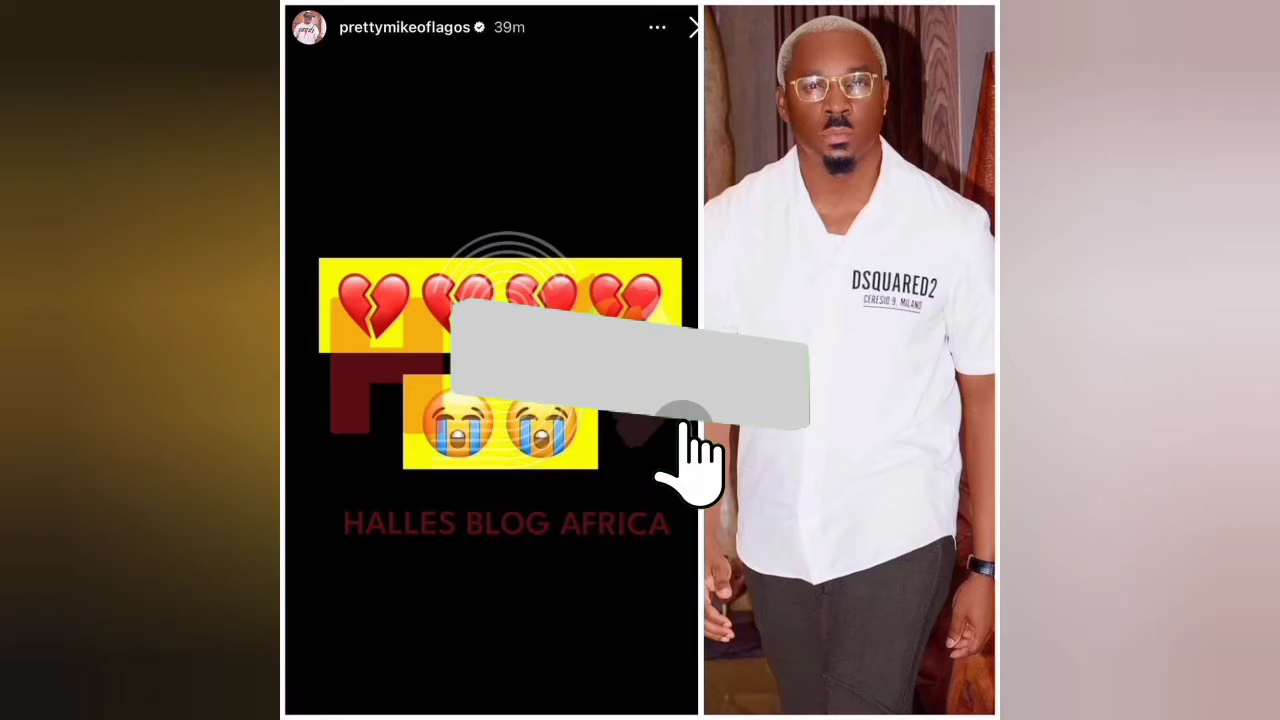 prettymikeoflagos 39m
DSQUARED2
CERESIO 9, MILANO
HALLES BLOG AFRICA